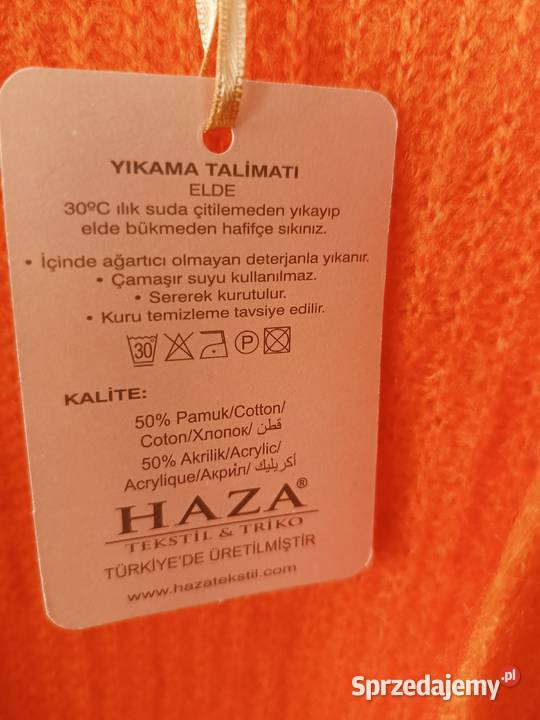 YIKAMA TALİMATI
ELDE
30ºC ılık suda çitilemeden yıkayıp
elde bükmeden hafifçe sıkınız.
• İçinde ağartıcı olmayan deterjanla yıkanır.
• Çamaşır suyu kullanılmaz.
• Sererek kurutulur.
• Kuru temizleme tavsiye edilir.
30 P
KALİTE:
50% Pamuk/Cotton/
Coton/Хлопок/ قطن
50% Akrilik/Acrylic/
Acrylique/Акрил/ أكريليك
HAZA®
TEKSTİL & TRİKO
TÜRKİYE'DE ÜRETİLMİŞTİR
www.hazatekstil.com
Sprzedajemy.pl